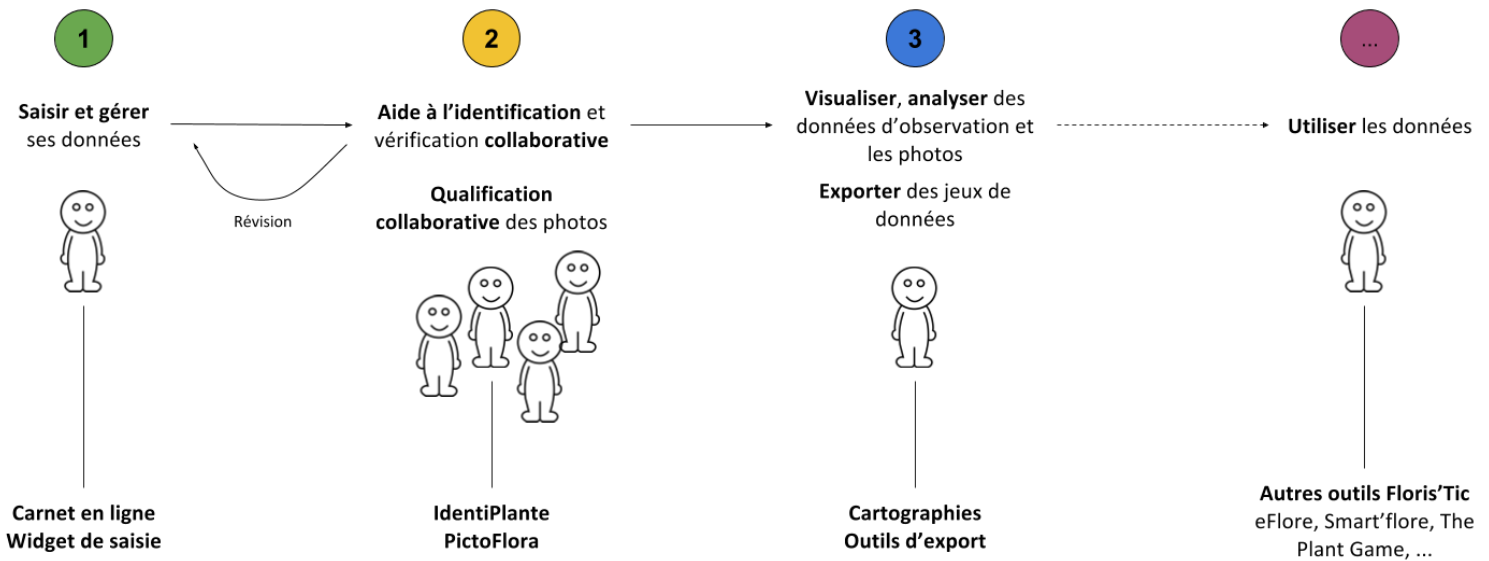 1
Saisir et gérer
ses données
Révision
Carnet en ligne
Widget de saisie
2
Aide à l'identification et
vérification collaborative
Qualification
collaborative des photos
IdentiPlante
PictoFlora
3
Visualiser, analyser des
données d'observation et
les photos
Exporter des jeux de
données
Cartographies
Outils d'export
...
Utiliser les données
Autres outils Floris'Tic
eFlore, Smart'flore, The
Plant Game, ...